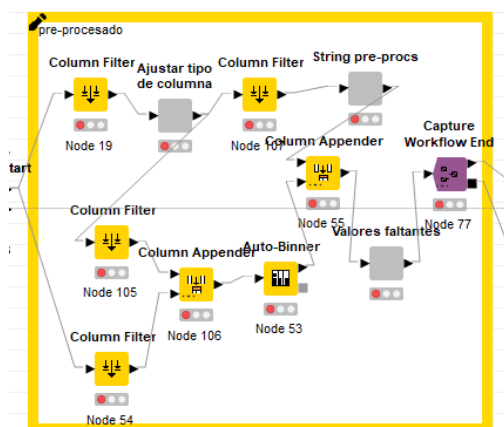 pre-procesado
Column Filter
Ajustar tipo
de columna
Column Filter
String pre-procs
Node 19
Node 107
Capture
Workflow End
tart
Column Appender
Node 55
Node 77
Column Filter
Node 105
Column Appender
Node 106
Auto-Binner
Node 53
Valores faltantes
Column Filter
Node 54
s